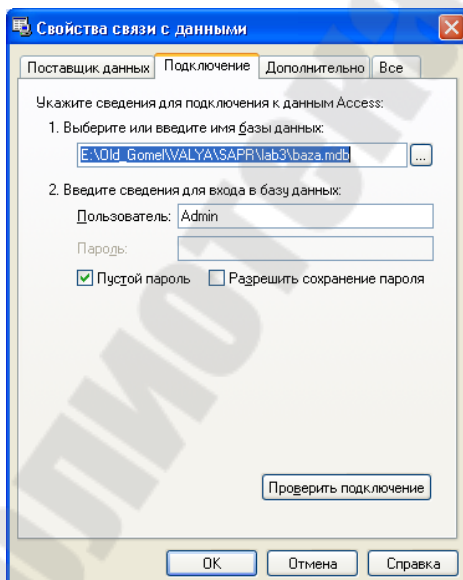 Свойства связи с данными
Поставщик данных Подключение Дополнительно Все
Укажите сведения для подключения к данным Access:
1. Выберите или введите имя базы данных:
E:\Old_Gomel\VALYA\SAPR\lab3\baza.mdb ...
2. Введите сведения для входа в базу данных:
Пользователь: Admin
Пароль:
Пустой пароль Разрешить сохранение пароля
Проверить подключение
OK Отмена Справка